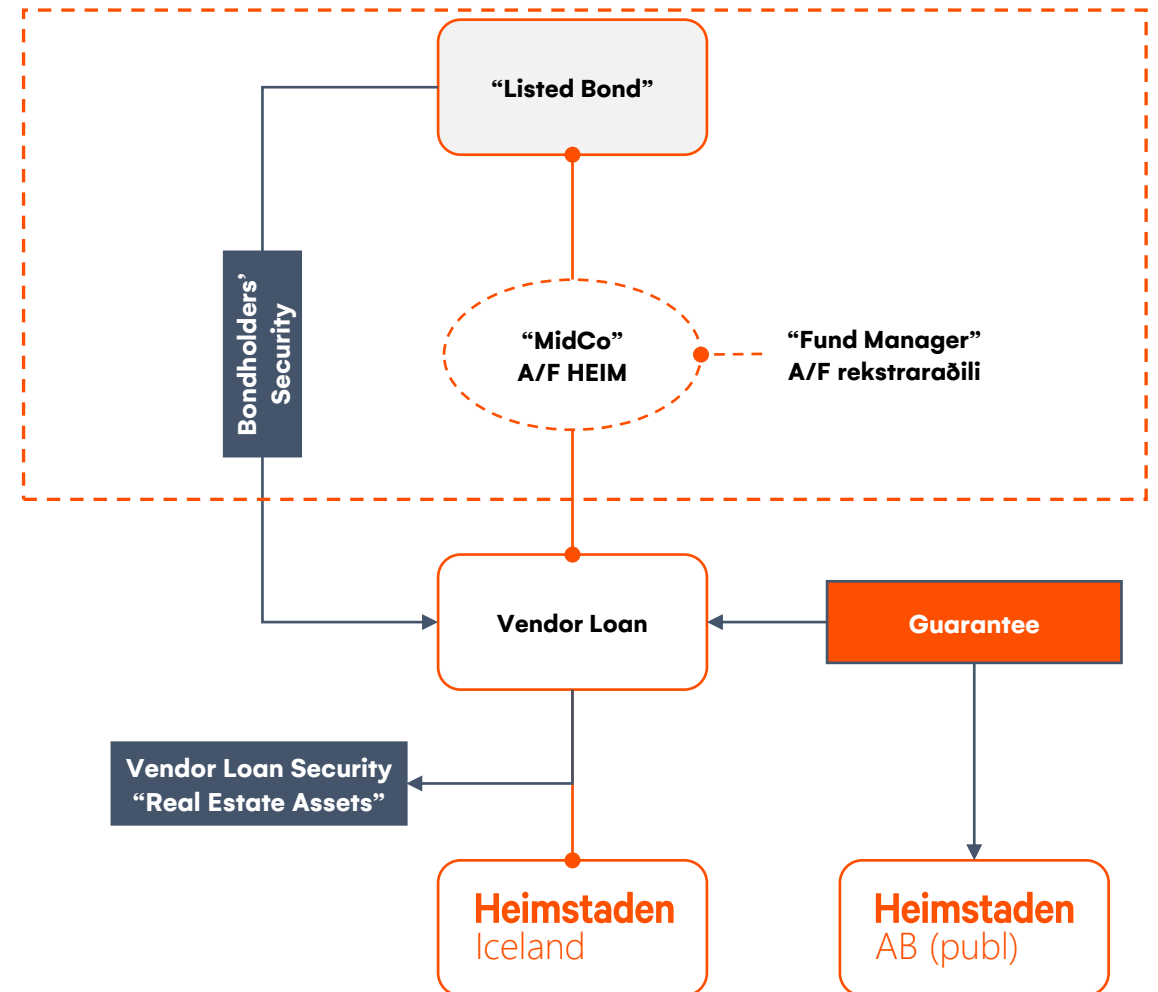 “Listed Bond”
Bondholders’
Security
“MidCo”
A/F HEIM
“Fund Manager”
A/F rekstraraðili
Vendor Loan
Guarantee
Vendor Loan Security
“Real Estate Assets”
Heimstaden
Iceland
Heimstaden
AB (publ)